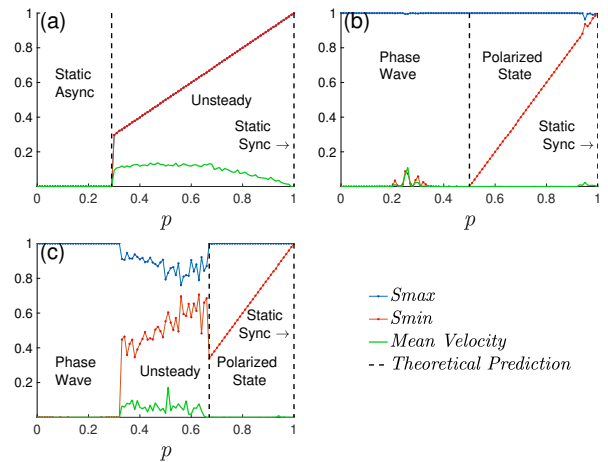 (a)
1
0.8
0.6
0.4
0.2
Static
Async
Unsteady
Static
Sync →
0 0.2 0.4 0.6 0.8 1
p
(b)
1
0.8
0.6
0.4
0.2
Phase
Wave
Polarized
State
Static
Sync →
0 0.2 0.4 0.6 0.8 1
p
(c)
1
0.8
0.6
0.4
0.2
0
Phase
Wave
Unsteady
Static
Sync →
Polarized
State
0 0.2 0.4 0.6 0.8 1
p
Smax
Smin
Mean Velocity
Theoretical Prediction